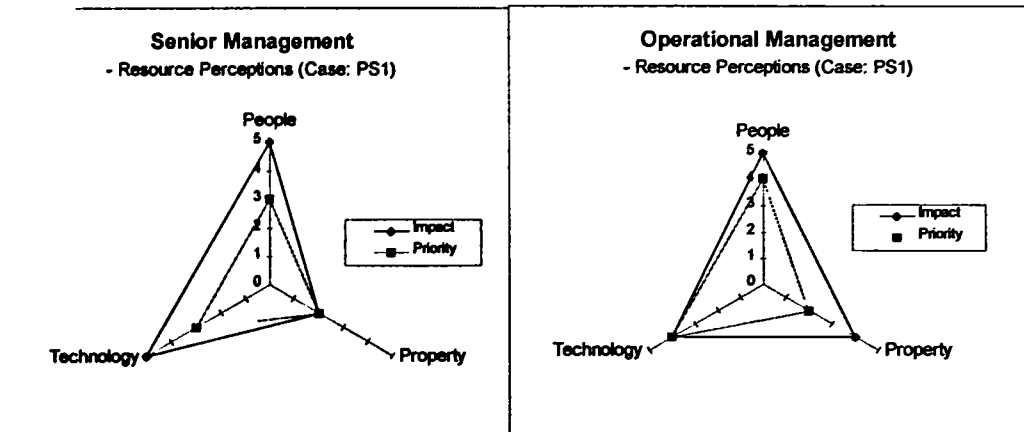 Senior Management
- Resource Perceptions (Case: PS1)
People
5
4
3
2
1
0
Technology
Property
Impact
Priority
Operational Management
- Resource Perceptions (Case: PS1)
People
5
4
3
2
1
0
Technology
Property
Impact
Priority